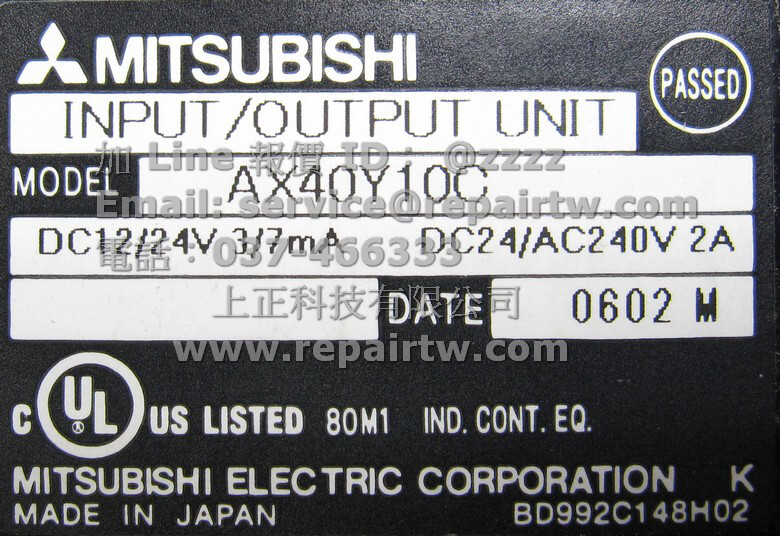 MITSUBISHI
PASSED
INPUT/OUTPUT UNIT
加 Line 報價 ID： @zzzz
MODEL AX40Y10C
Email: service@repairtw.com
DC12/24V 3/7mA DC24/AC240V 2A
電話：037-466333
上正科技有限公司
DATE 0602 M
www.repairtw.com
C UL US LISTED 80M1 IND. CONT. EQ.
MITSUBISHI ELECTRIC CORPORATION K
MADE IN JAPAN BD992C148H02